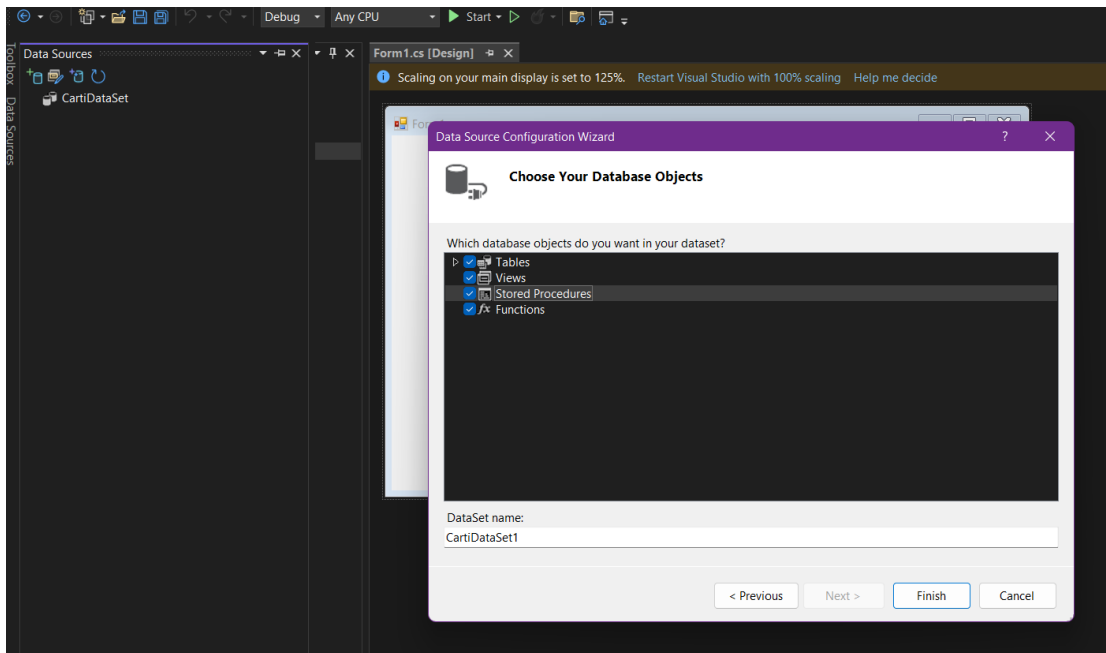 Debug
Any CPU
Start
Toolbox
Data Sources
Data Sources
CartiDataSet
Form1.cs [Design]
Scaling on your main display is set to 125%. Restart Visual Studio with 100% scaling Help me decide
Data Source Configuration Wizard
?
Choose Your Database Objects
Which database objects do you want in your dataset?
Tables
Views
Stored Procedures
fx Functions
DataSet name:
CartiDataSet1
< Previous
Next >
Finish
Cancel